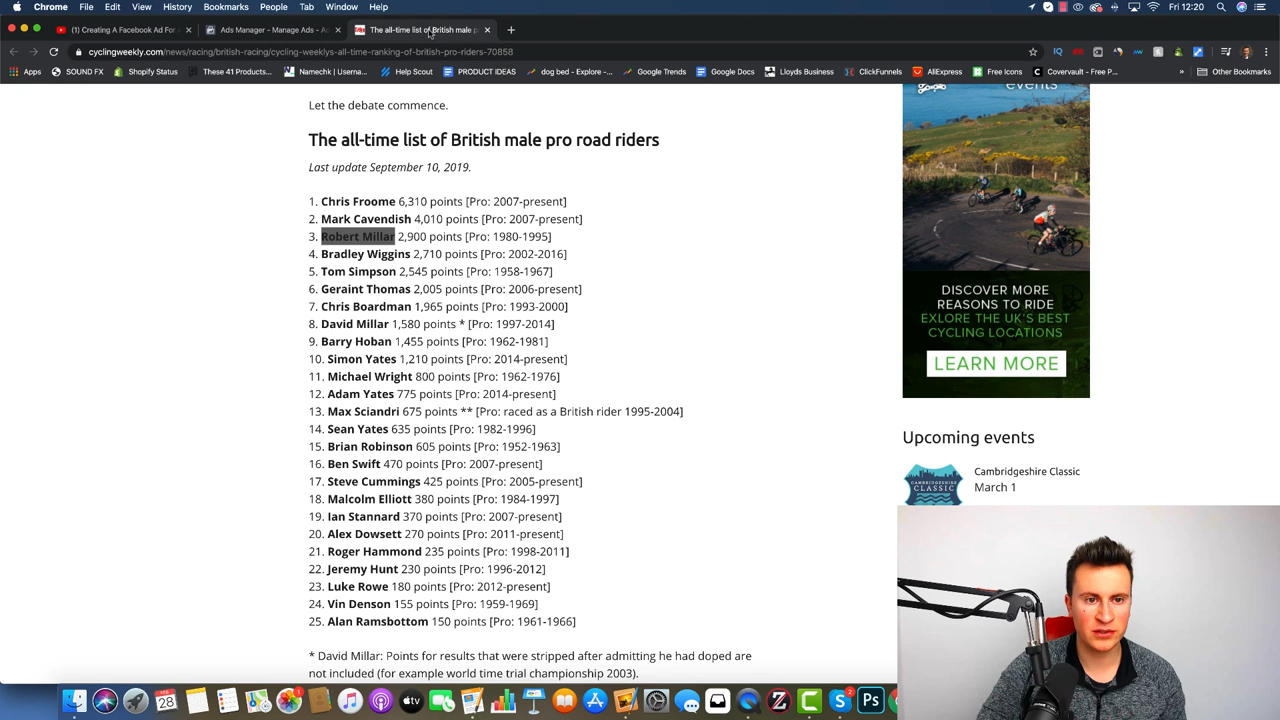 Chrome File Edit View History Bookmarks People Tab Window Help
Fri 12:20
(1) Creating A Facebook Ad For
Ads Manager - Manage Ads -
The all-time list of British male p
cyclingweekly.com/news/racing/british-racing/cycling-weeklys-all-time-ranking-of-british-pro-riders-70858
Apps SOUND FX Shopify Status These 41 Products... Namechk | Userna... Help Scout PRODUCT IDEAS dog bed - Explore -... Google Trends Google Docs Lloyds Business ClickFunnels AliExpress Free Icons Covervault - Free P... » Other Bookmarks
events
Let the debate commence.
The all-time list of British male pro road riders
Last update September 10, 2019.
1. Chris Froome 6,310 points [Pro: 2007-present]
2. Mark Cavendish 4,010 points [Pro: 2007-present]
3. Robert Millar 2,900 points [Pro: 1980-1995]
4. Bradley Wiggins 2,710 points [Pro: 2002-2016]
5. Tom Simpson 2,545 points [Pro: 1958-1967]
6. Geraint Thomas 2,005 points [Pro: 2006-present]
7. Chris Boardman 1,965 points [Pro: 1993-2000]
8. David Millar 1,580 points * [Pro: 1997-2014]
9. Barry Hoban 1,455 points [Pro: 1962-1981]
10. Simon Yates 1,210 points [Pro: 2014-present]
11. Michael Wright 800 points [Pro: 1962-1976]
12. Adam Yates 775 points [Pro: 2014-present]
13. Max Sciandri 675 points ** [Pro: raced as a British rider 1995-2004]
14. Sean Yates 635 points [Pro: 1982-1996]
15. Brian Robinson 605 points [Pro: 1952-1963]
16. Ben Swift 470 points [Pro: 2007-present]
17. Steve Cummings 425 points [Pro: 2005-present]
18. Malcolm Elliott 380 points [Pro: 1984-1997]
19. Ian Stannard 370 points [Pro: 2007-present]
20. Alex Dowsett 270 points [Pro: 2011-present]
21. Roger Hammond 235 points [Pro: 1998-2011]
22. Jeremy Hunt 230 points [Pro: 1996-2012]
23. Luke Rowe 180 points [Pro: 2012-present]
24. Vin Denson 155 points [Pro: 1959-1969]
25. Alan Ramsbottom 150 points [Pro: 1961-1966]
* David Millar: Points for results that were stripped after admitting he had doped are
not included (for example world time trial championship 2003).
DISCOVER MORE
REASONS TO RIDE
EXLORE THE UK'S BEST
CYCLING LOCATIONS
LEARN MORE
Upcoming events
CAMBRIDGESHIRE
CLASSIC
Cambridgeshire Classic
March 1
FEB
28
tv
Ps